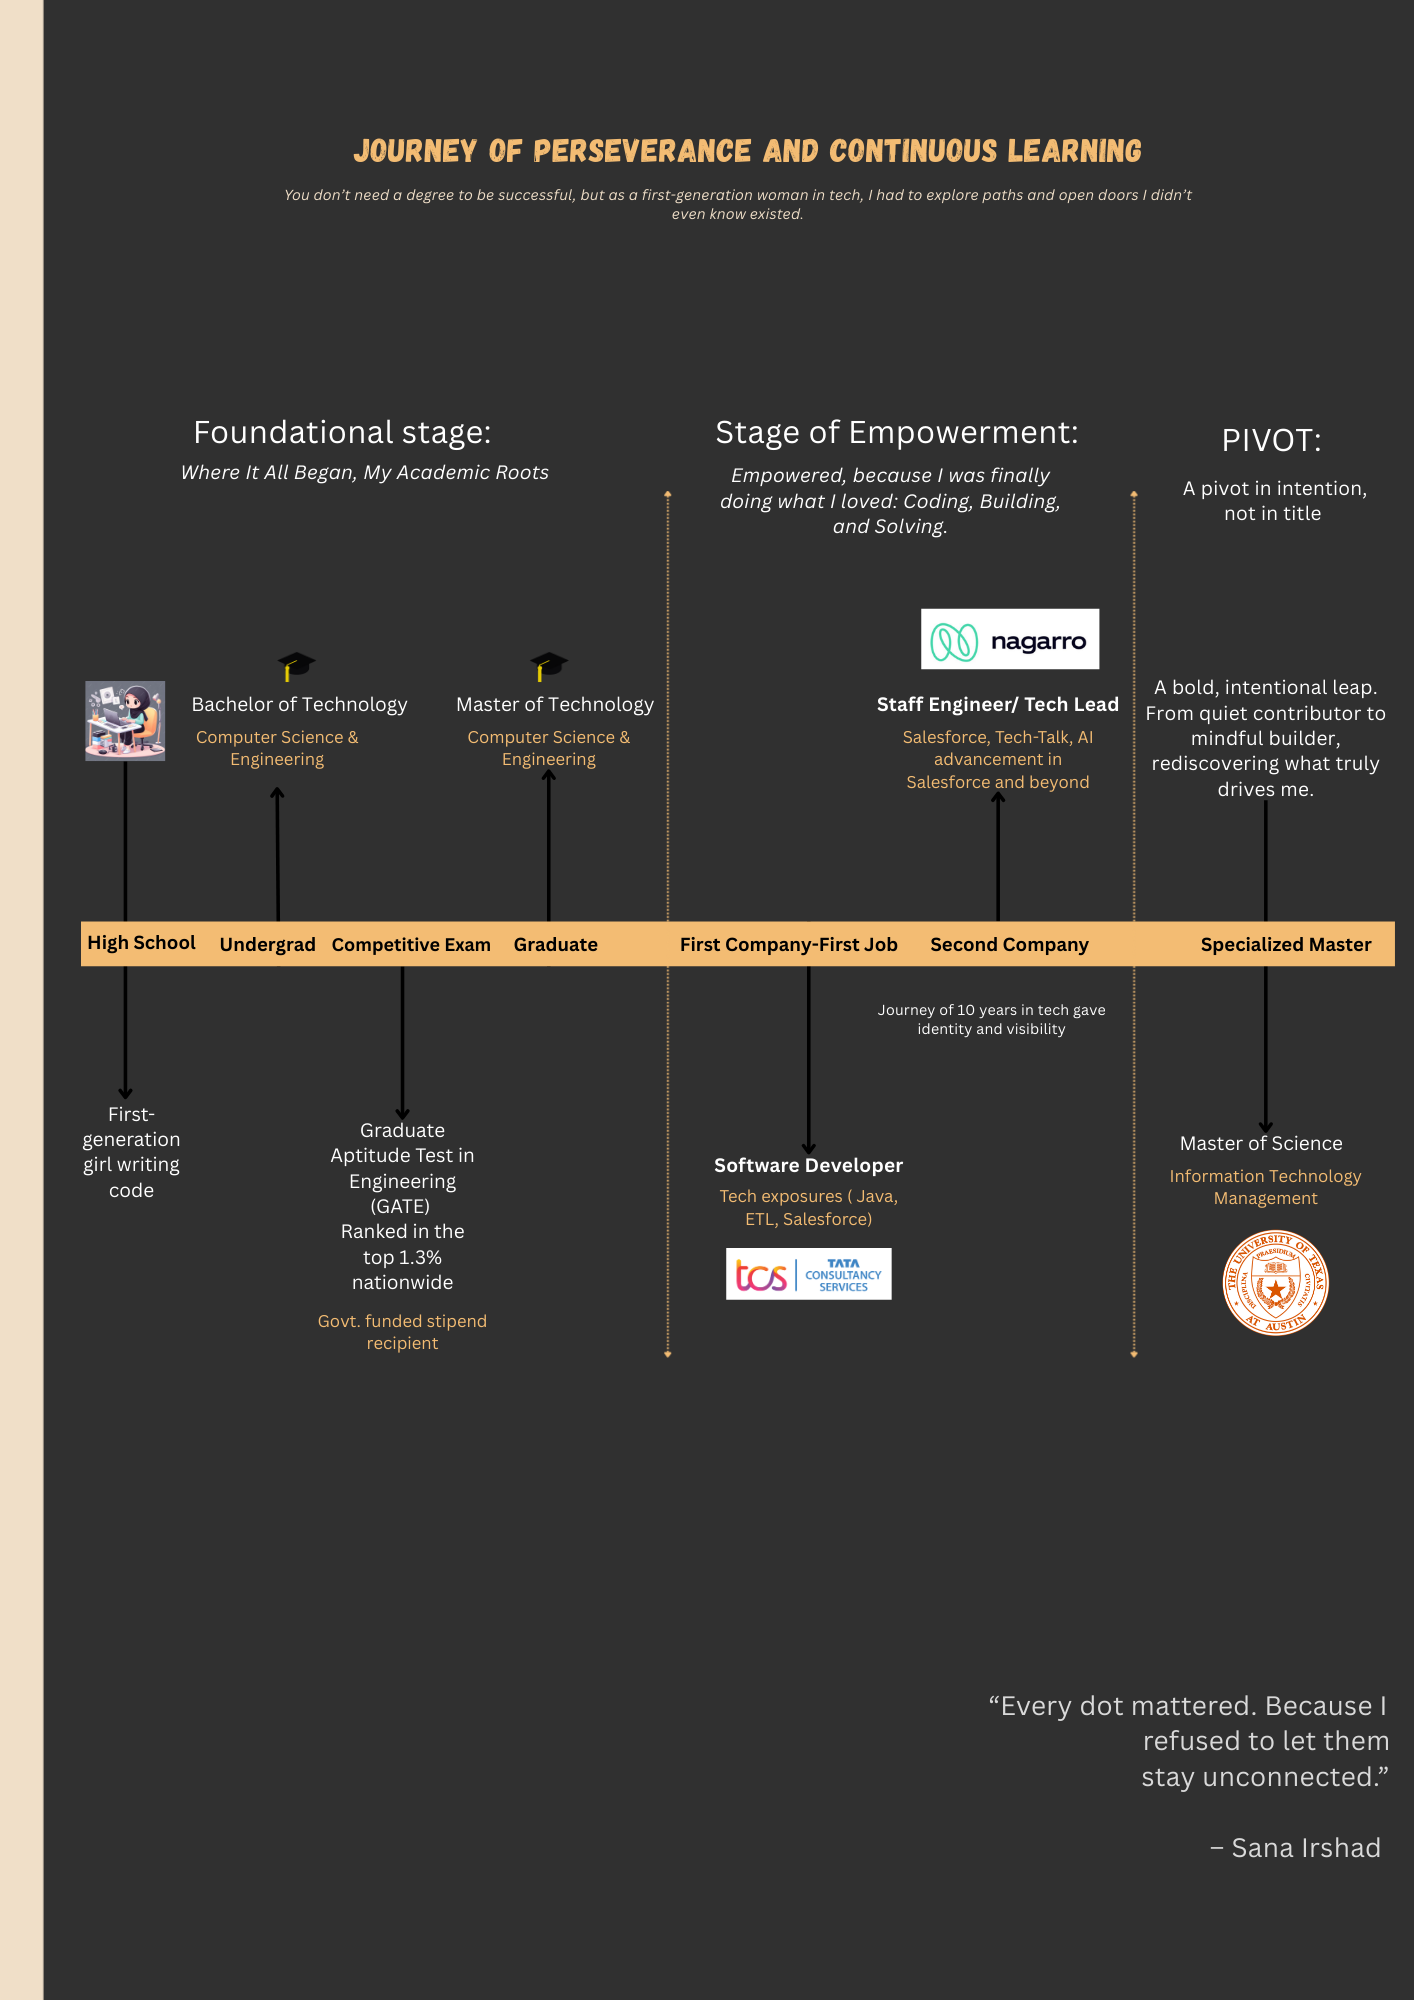 JOURNEY OF PERSEVERANCE AND CONTINUOUS LEARNING
You don't need a degree to be successful, but as a first-generation woman in tech, I had to explore paths and open doors I didn't
even know existed.
Foundational stage:
Where It All Began, My Academic Roots
Stage of Empowerment:
Empowered, because I was finally
doing what I loved: Coding, Building,
and Solving.
PIVOT:
A pivot in intention,
not in title
Bachelor of Technology
Computer Science &
Engineering
Master of Technology
Computer Science &
Engineering
nagarro
Staff Engineer/ Tech Lead
Salesforce, Tech-Talk, AI
advancement in
Salesforce and beyond
A bold, intentional leap.
From quiet contributor to
mindful builder,
rediscovering what truly
drives me.
High School
Undergrad
Competitive Exam
Graduate
First Company-First Job
Second Company
Specialized Master
Journey of 10 years in tech gave
identity and visibility
First-
generation
girl writing
code
Graduate
Aptitude Test in
Engineering
(GATE)
Ranked in the
top 1.3%
nationwide
Govt. funded stipend
recipient
Software Developer
Tech exposures ( Java,
ETL, Salesforce)
tcs
TATA
CONSULTANCY
SERVICES
Master of Science
Information Technology
Management
THE UNIVERSITY OF TEXAS
AT AUSTIN
DISCIPLINA
PRAESIDIUM
CIVITATIS
“Every dot mattered. Because I
refused to let them
stay unconnected.”
– Sana Irshad